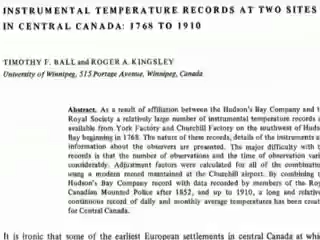 INSTRUMENTAL TEMPERATURE RECORDS AT TWO SITES
IN CENTRAL CANADA: 1768 TO 1910
TIMOTHY F. BALL and ROGER A. KINGSLEY
University of Winnipeg, 515 Portage Avenue, Winnipeg, Canada
Abstract. As a result of affiliation between the Hudson's Bay Company and th
Royal Society a relatively large number of instrumental temperature records a
available from York Factory and Churchill Factory on the southwest of Huds
Bay beginning in 1768. The nature of these records, details of the instruments an
information about the observers are presented. The major difficulty with t
records is that the number of observations and the time of observation vari
considerably. Adjustment factors were calculated for all of the combinatio
using a modern record maintained at the Churchill airport. By combining t
Hudson's Bay Company record with data recorded by members of the Roy
Canadian Mounted Police after 1852, and up to 1910, a long and relative
continuous record of daily and monthly average temperatures has been creat
for Central Canada.
It is ironic that some of the earliest European settlements in central Canada at which